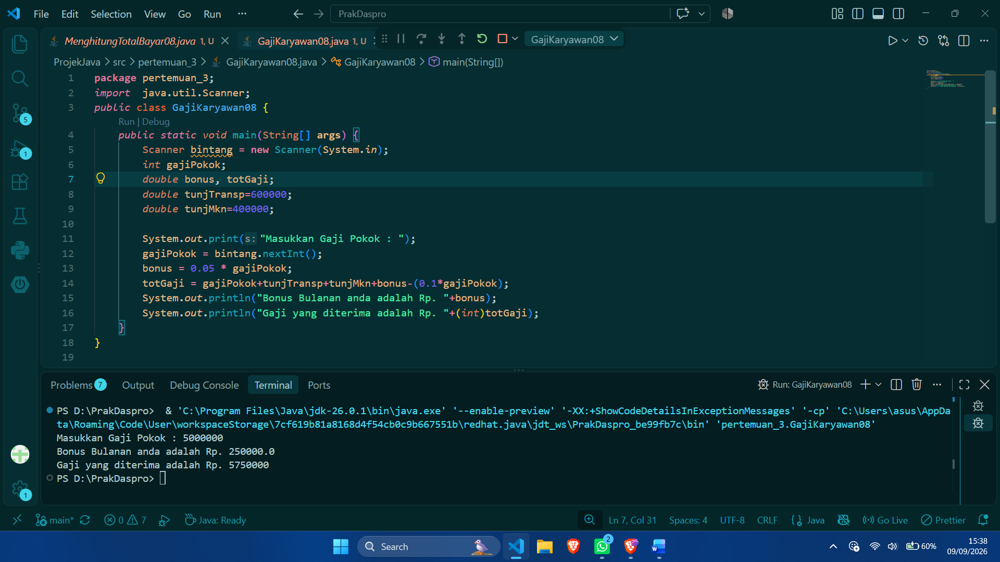 File Edit Selection View Go Run ··· PrakDaspro
MenghitungTotalBayar08.java 1, U GajiKaryawan08.java 1, U GajiKaryawan08
ProjekJava > src > pertemuan_3 > GajiKaryawan08.java > GajiKaryawan08 > main(String[])
1 package pertemuan_3;
2 import  java.util.Scanner;
3 public class GajiKaryawan08 {
Run | Debug
4 public static void main(String[] args) {
5 Scanner bintang = new Scanner(System.in);
6 int gajiPokok;
7 double bonus, totGaji;
8 double tunjTransp=600000;
9 double tunjMkn=400000;
10
11 System.out.print(s: "Masukkan Gaji Pokok : ");
12 gajiPokok = bintang.nextInt();
13 bonus = 0.05 * gajiPokok;
14 totGaji = gajiPokok+tunjTransp+tunjMkn+bonus-(0.1*gajiPokok);
15 System.out.println("Bonus Bulanan anda adalah Rp. "+bonus);
16 System.out.println("Gaji yang diterima adalah Rp. "+(int)totGaji);
17 }
18 }
19
5
1
1
Problems 7 Output Debug Console Terminal Ports Run: GajiKaryawan08
PS D:\PrakDaspro>  & 'C:\Program Files\Java\jdk-26.0.1\bin\java.exe' '--enable-preview' '-XX:+ShowCodeDetailsInExceptionMessages' '-cp' 'C:\Users\asus\AppDa
ta\Roaming\Code\User\workspaceStorage\7cf619b81a8168d4f54cb0c9b667551b\redhat.java\jdt_ws\PrakDaspro_be99fb7c\bin' 'pertemuan_3.GajiKaryawan08'
Masukkan Gaji Pokok : 5000000
Bonus Bulanan anda adalah Rp. 250000.0
Gaji yang diterima adalah Rp. 5750000
PS D:\PrakDaspro>
main* 0 7 Java: Ready Ln 7, Col 31 Spaces: 4 UTF-8 CRLF {} Java Go Live Prettier
Search 2 60% 15:38
09/09/2026